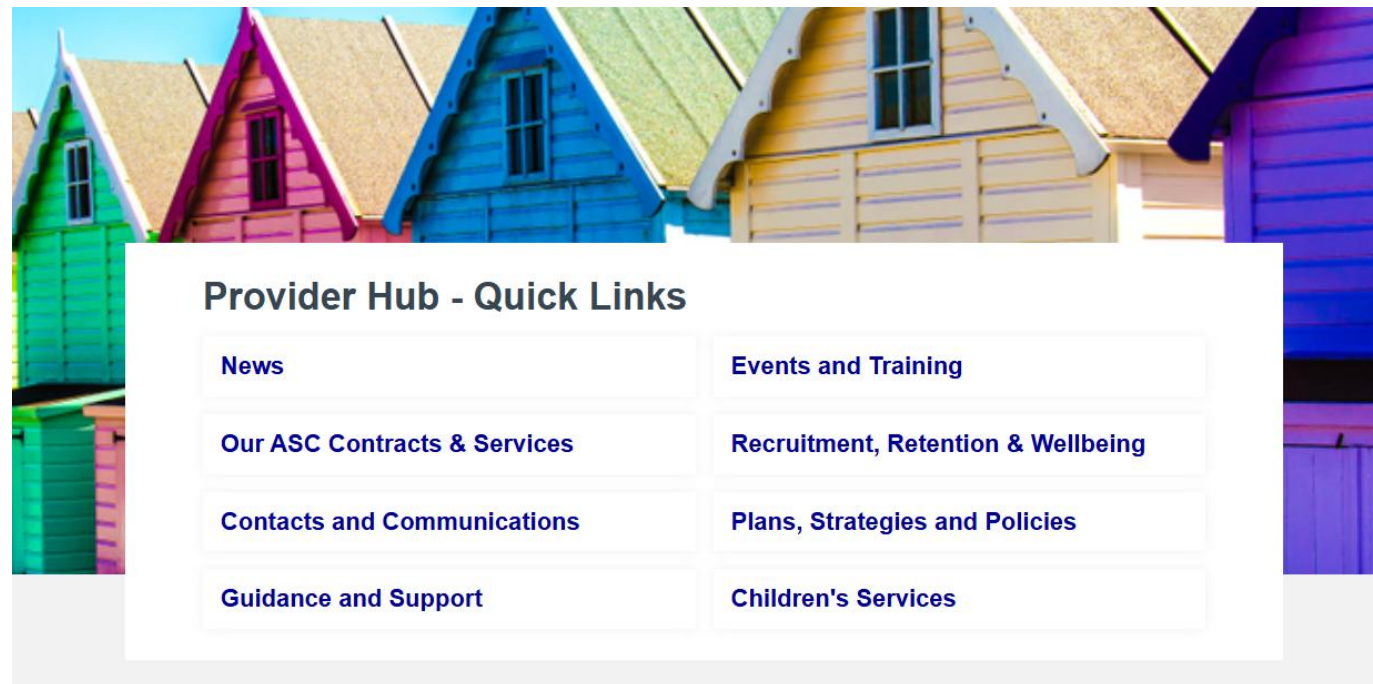 Provider Hub - Quick Links
News
Events and Training
Our ASC Contracts & Services
Recruitment, Retention & Wellbeing
Contacts and Communications
Plans, Strategies and Policies
Guidance and Support
Children's Services